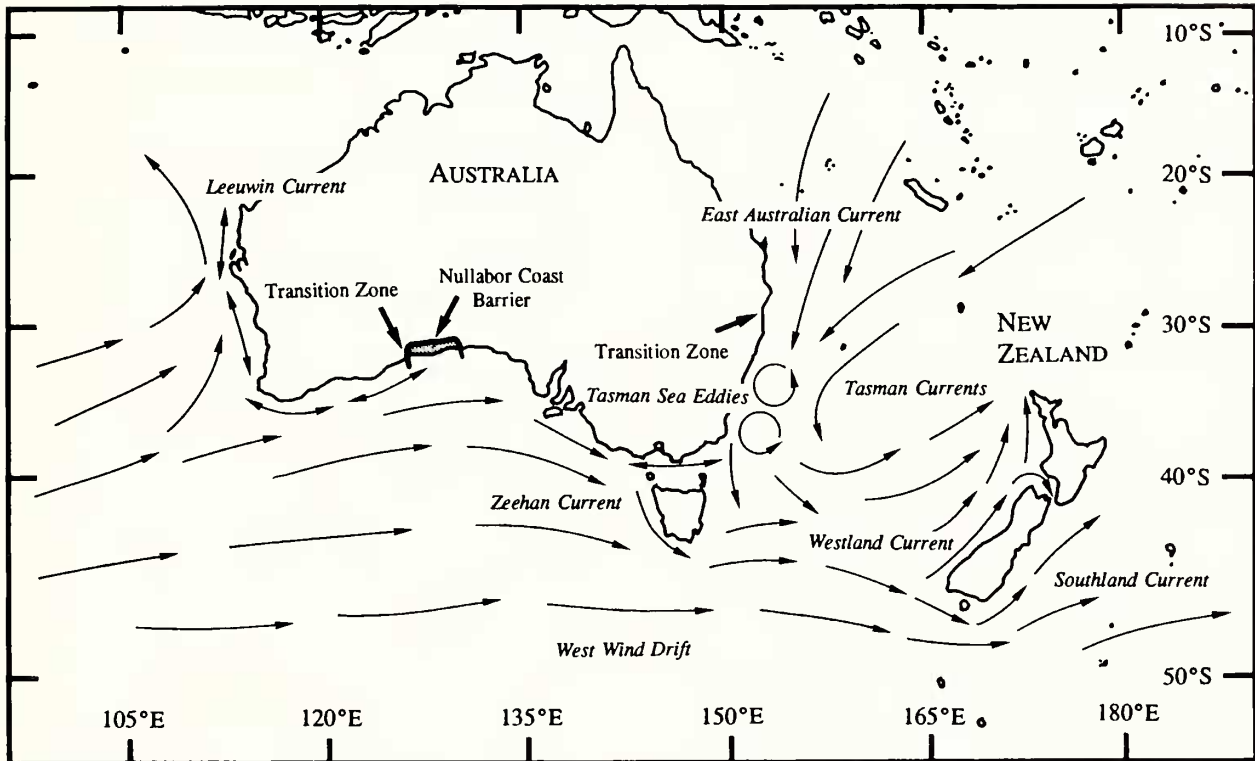 10°S
Leeuwin Current
AUSTRALIA
20°S
East Australian Current
Nullabor Coast
Barrier
Transition Zone
NEW
ZEALAND
30°S
Transition Zone
Tasman Sea Eddies
Tasman Currents
40°S
Zeehan Current
Westland Current
Southland Current
West Wind Drift
50°S
105°E
120°E
135°E
150°E
165°E
180°E